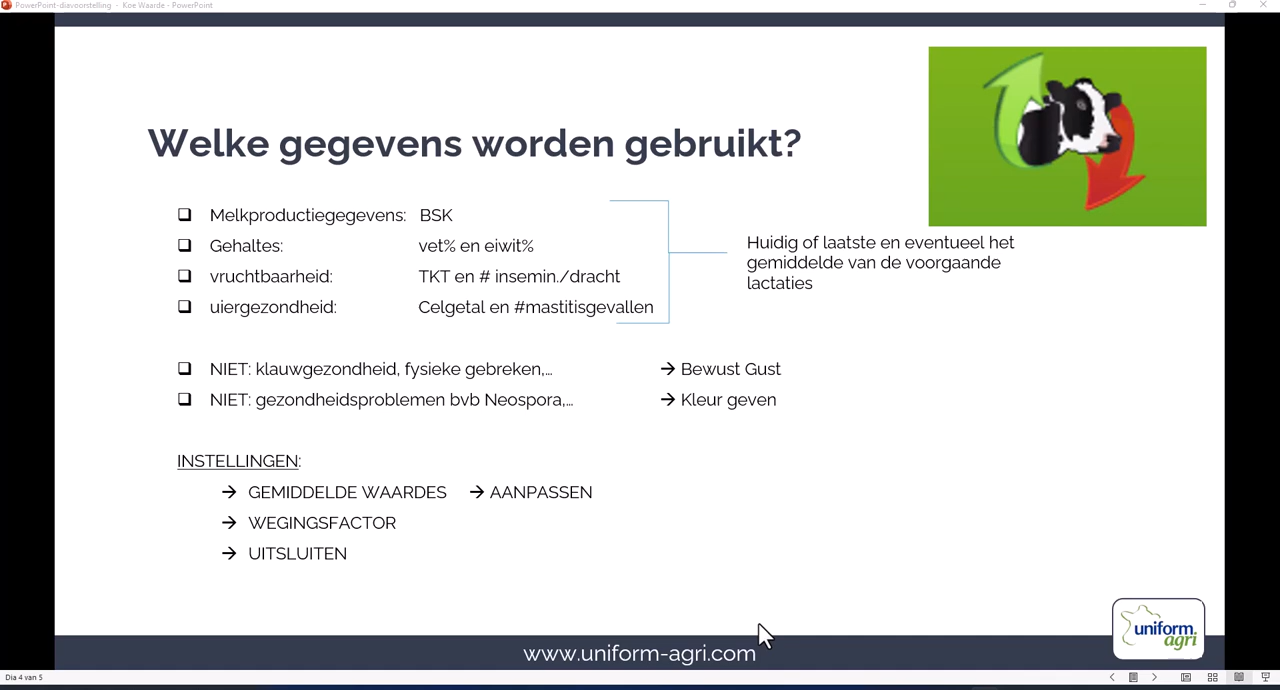 PowerPoint-diavoorstelling - Koe Waarde - PowerPoint
Welke gegevens worden gebruikt?
Melkproductiegegevens: BSK
Gehaltes: vet% en eiwit%
vruchtbaarheid: TKT en # insemin./dracht
uiergezondheid: Celgetal en #mastitisgevallen
Huidig of laatste en eventueel het
gemiddelde van de voorgaande
lactaties
NIET: klauwgezondheid, fysieke gebreken,... → Bewust Gust
NIET: gezondheidsproblemen bvb Neospora,... → Kleur geven
INSTELLINGEN:
→ GEMIDDELDE WAARDES → AANPASSEN
→ WEGINGSFACTOR
→ UITSLUITEN
uniform.
agri
www.uniform-agri.com
Dia 4 van 5